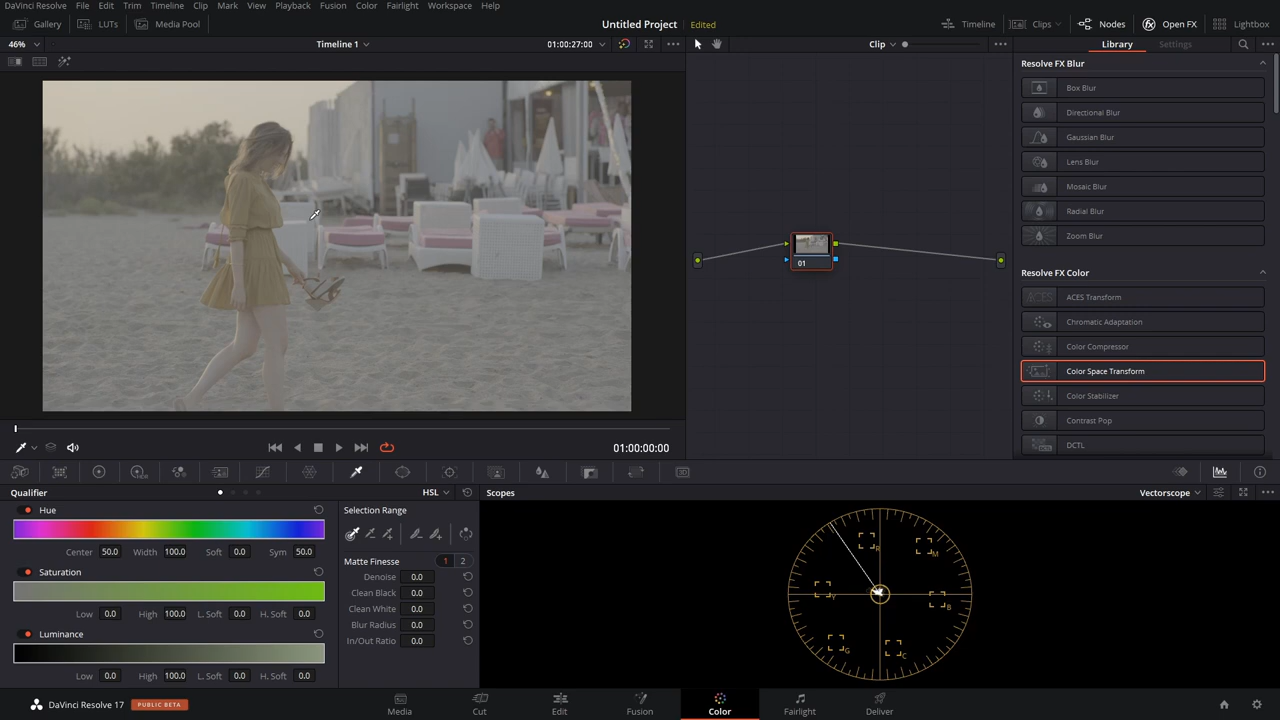 DaVinci Resolve File Edit Trim Timeline Clip Mark View Playback Fusion Color Fairlight Workspace Help
Gallery LUTs Media Pool Untitled Project Edited Timeline Clips Nodes Open FX Lightbox
46% Timeline 1 01:00:27:00 Clip Library Settings
Resolve FX Blur
Box Blur
Directional Blur
Gaussian Blur
Lens Blur
Mosaic Blur
Radial Blur
Zoom Blur
01
Resolve FX Color
ACES Transform
Chromatic Adaptation
Color Compressor
Color Space Transform
Color Stabilizer
Contrast Pop
DCTL
01:00:00:00
Qualifier HSL Scopes Vectorscope
Hue
Center 50.0 Width 100.0 Soft 0.0 Sym 50.0
Saturation
Low 0.0 High 100.0 L. Soft 0.0 H. Soft 0.0
Luminance
Low 0.0 High 100.0 L. Soft 0.0 H. Soft 0.0
Selection Range
Matte Finesse 1 2
Denoise 0.0
Clean Black 0.0
Clean White 0.0
Blur Radius 0.0
In/Out Ratio 0.0
R M
Y B
G C
DaVinci Resolve 17 PUBLIC BETA Media Cut Edit Fusion Color Fairlight Deliver